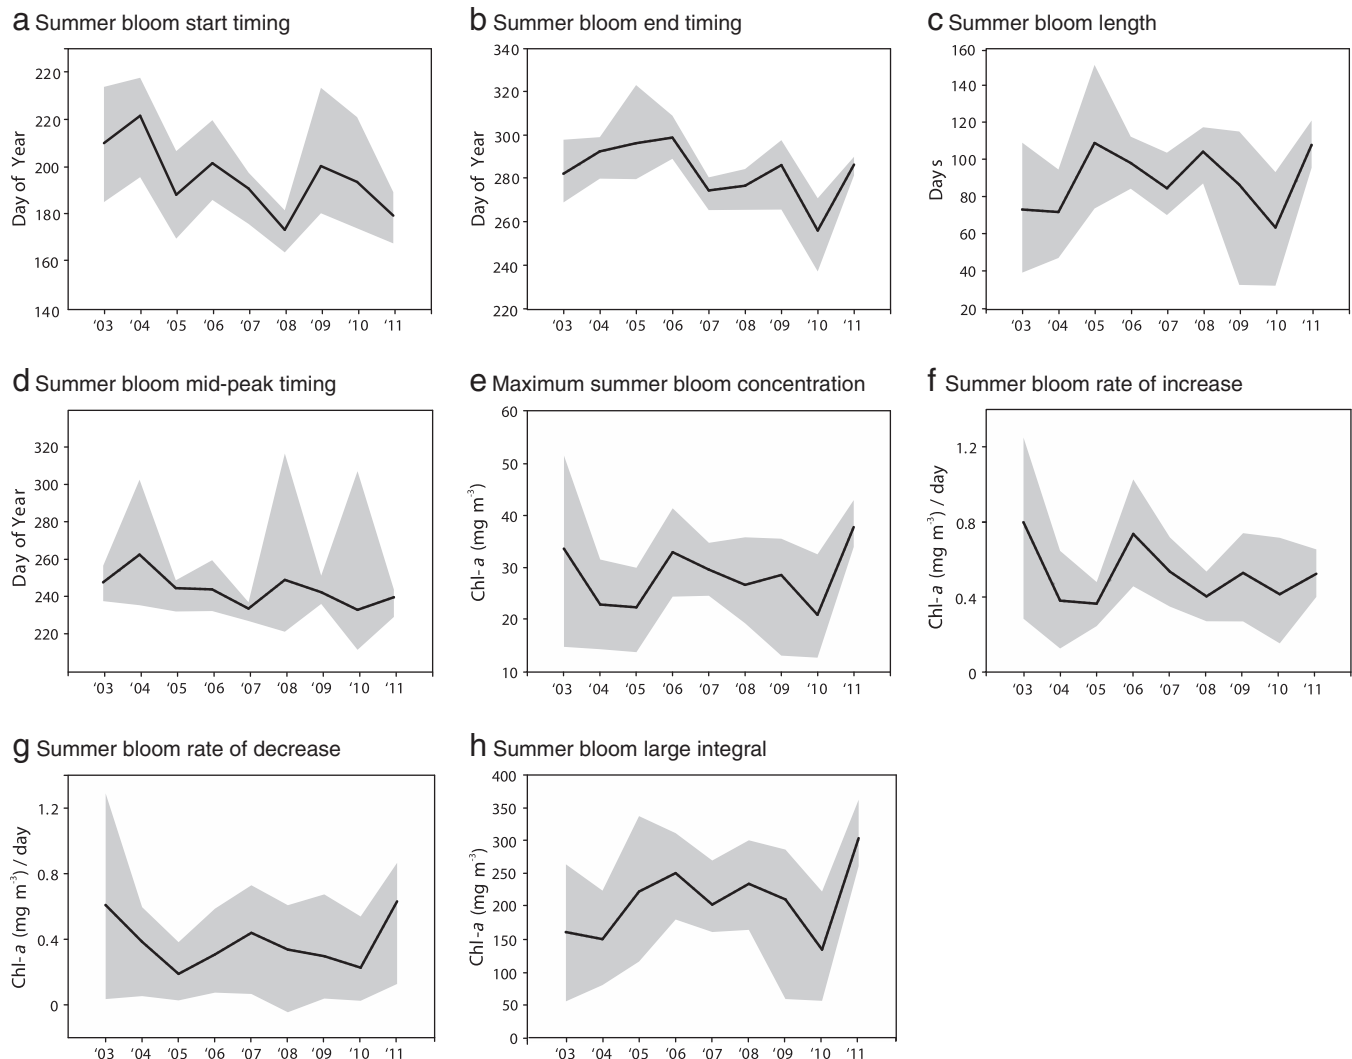 a Summer bloom start timing
220
220
200
180
160
140
Day of Year
‘03 ‘04 ‘05 ‘06 ‘07 ‘08 ‘09 ‘10 ‘11
b Summer bloom end timing
340
320
300
280
260
240
220
Day of Year
‘03 ‘04 ‘05 ‘06 ‘07 ‘08 ‘09 ‘10 ‘11
c Summer bloom length
160
140
120
100
80
60
40
20
Days
‘03 ‘04 ‘05 ‘06 ‘07 ‘08 ‘09 ‘10 ‘11
d Summer bloom mid-peak timing
320
300
280
260
240
220
Day of Year
‘03 ‘04 ‘05 ‘06 ‘07 ‘08 ‘09 ‘10 ‘11
e Maximum summer bloom concentration
60
50
40
30
20
10
Chl-a (mg m⁻³)
‘03 ‘04 ‘05 ‘06 ‘07 ‘08 ‘09 ‘10 ‘11
f Summer bloom rate of increase
1.2
0.8
0.4
0
Chl-a (mg m⁻³) / day
‘03 ‘04 ‘05 ‘06 ‘07 ‘08 ‘09 ‘10 ‘11
g Summer bloom rate of decrease
1.2
0.8
0.4
0
Chl-a (mg m⁻³) / day
‘03 ‘04 ‘05 ‘06 ‘07 ‘08 ‘09 ‘10 ‘11
h Summer bloom large integral
400
350
300
250
200
150
100
50
0
Chl-a (mg m⁻³)
‘03 ‘04 ‘05 ‘06 ‘07 ‘08 ‘09 ‘10 ‘11